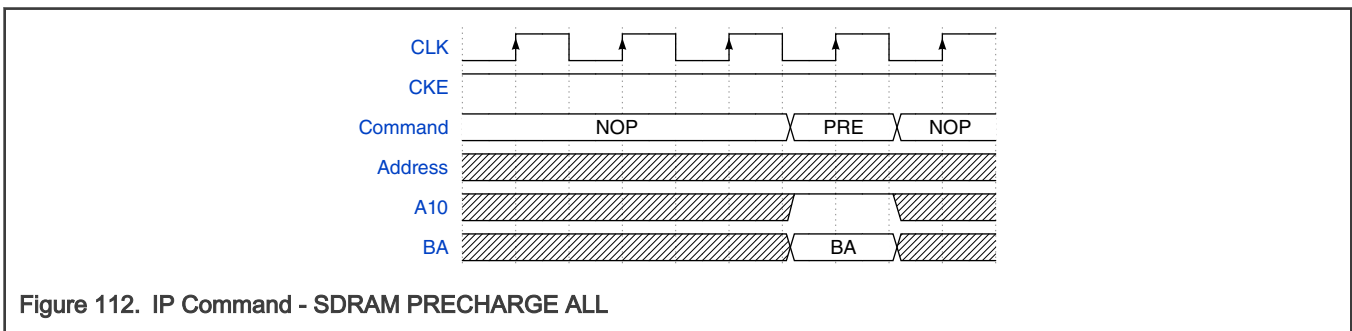 CLK
CKE
Command NOP PRE NOP
Address
A10
BA BA
Figure 112. IP Command - SDRAM PRECHARGE ALL